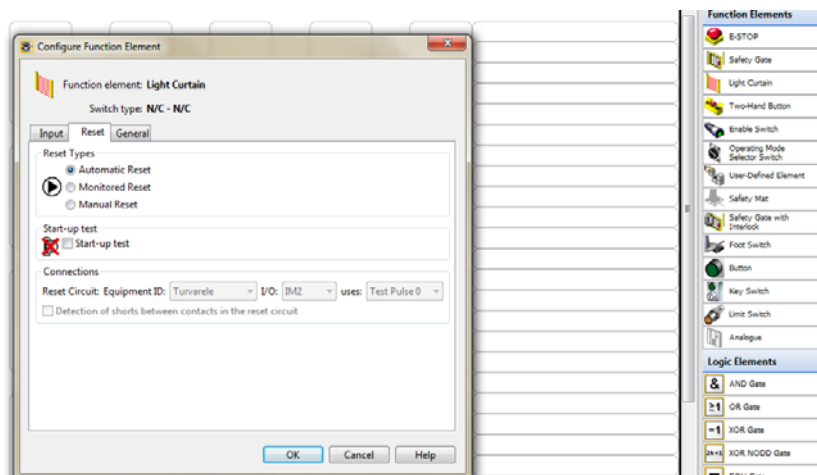 Configure Function Element
Function element: Light Curtain
Switch type: N/C - N/C
Input Reset General
Reset Types
Automatic Reset
Monitored Reset
Manual Reset
Start-up test
Start-up test
Connections
Reset Circuit: Equipment ID: Turvarele I/O: IM2 uses: Test Pulse 0
Detection of shorts between contacts in the reset circuit
OK Cancel Help
Function Elements
E-STOP
Safety Gate
Light Curtain
Two-Hand Button
Enable Switch
Operating Mode
Selector Switch
User-Defined Element
Safety Mat
Safety Gate with
Interlock
Foot Switch
Button
Key Switch
Limit Switch
Analogue
Logic Elements
& AND Gate
≥1 OR Gate
=1 XOR Gate
2k+1 XOR NODD Gate